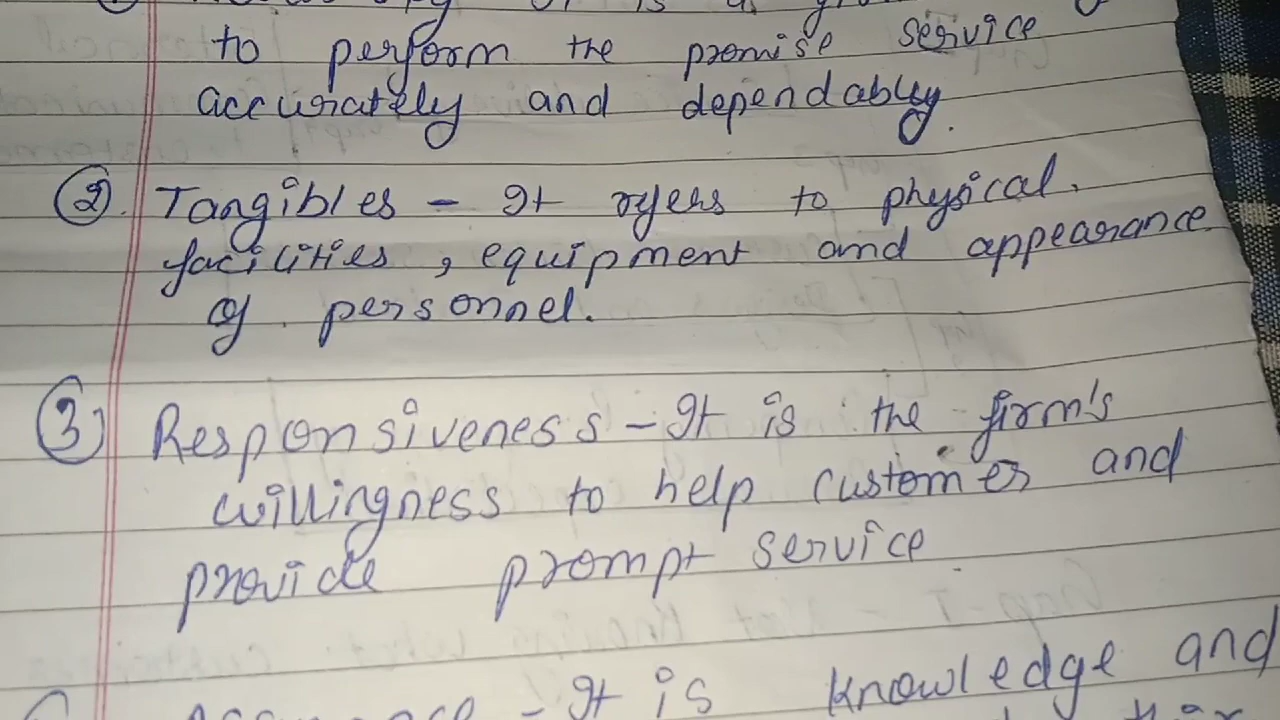 to perform the promise service
accurately and dependably.
② Tangibles - It refers to physical
facilities, equipment and appearance
of personnel.
③ Responsiveness - It is the firm's
willingness to help customer and
provide prompt service
- It is knowledge and